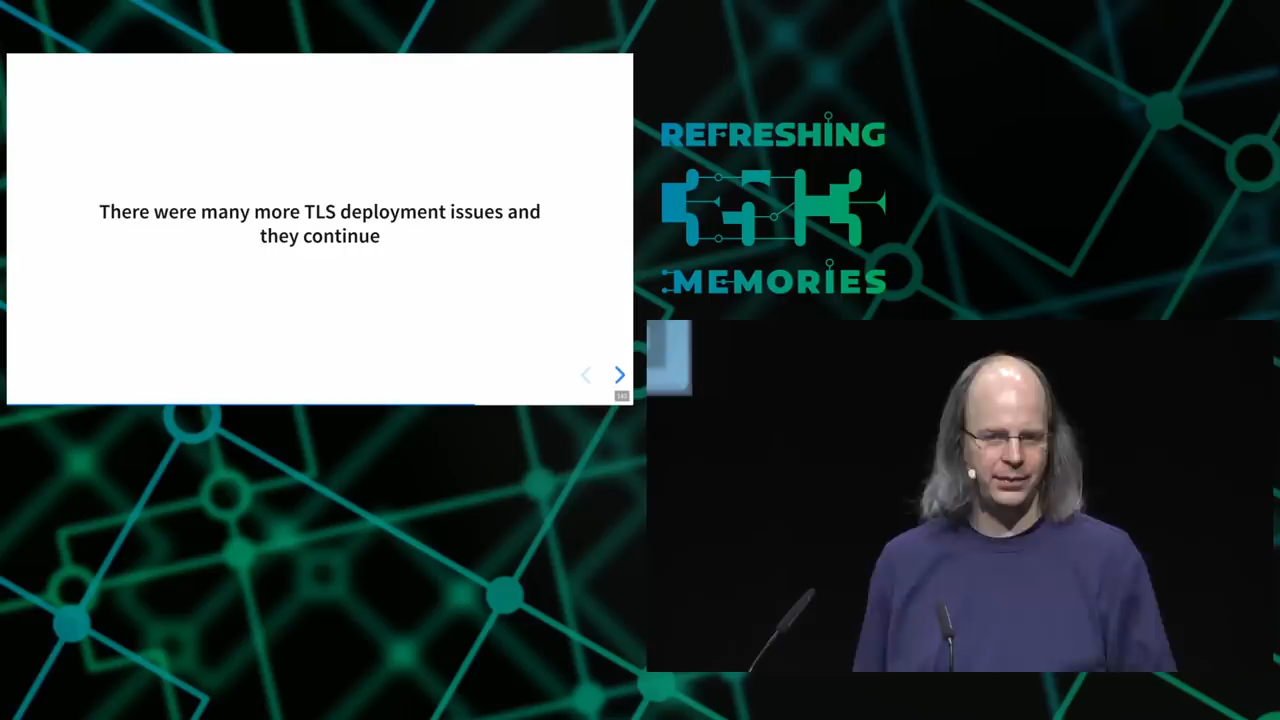 There were many more TLS deployment issues and
they continue
REFRESHING
MEMORIES